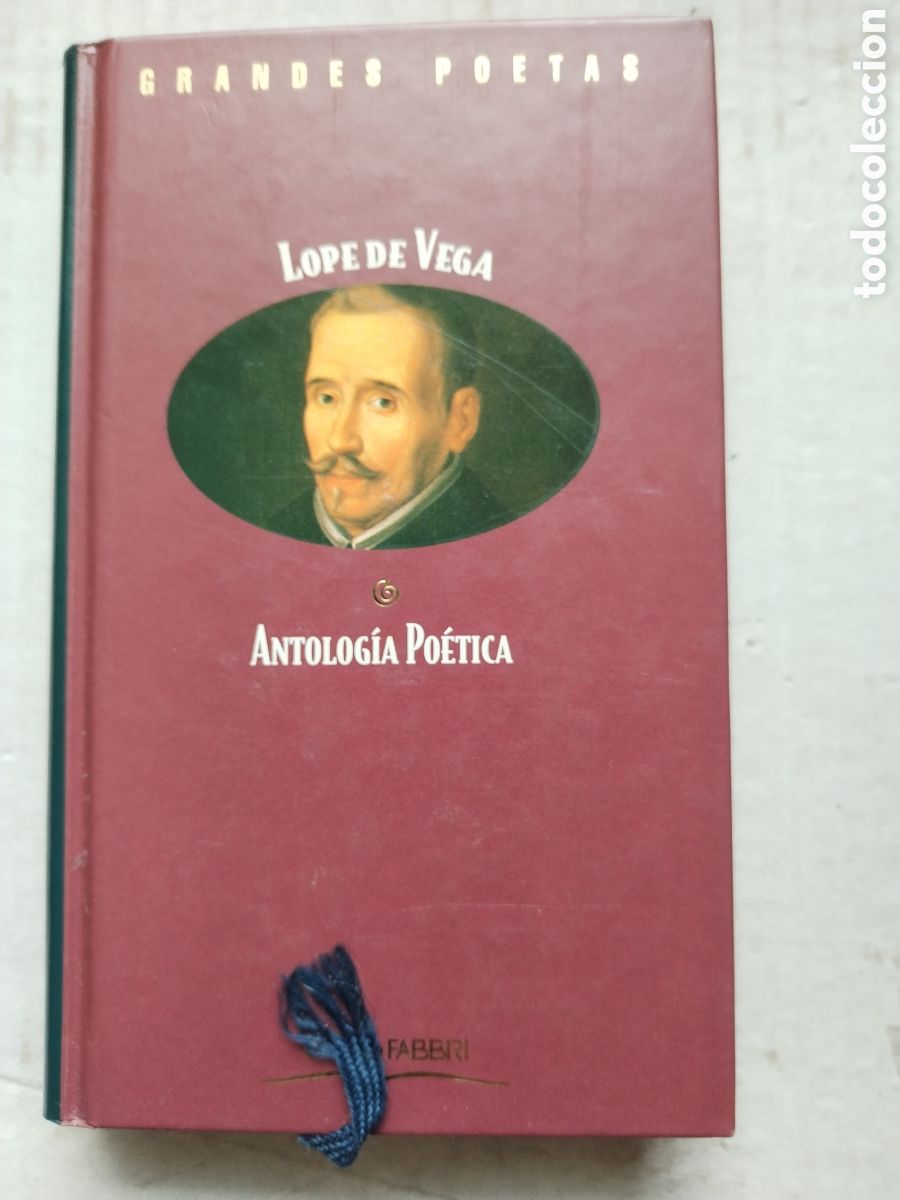 GRANDES POETAS
LOPE DE VEGA
ANTOLOGÍA POÉTICA
FABBRI
todocoleccion